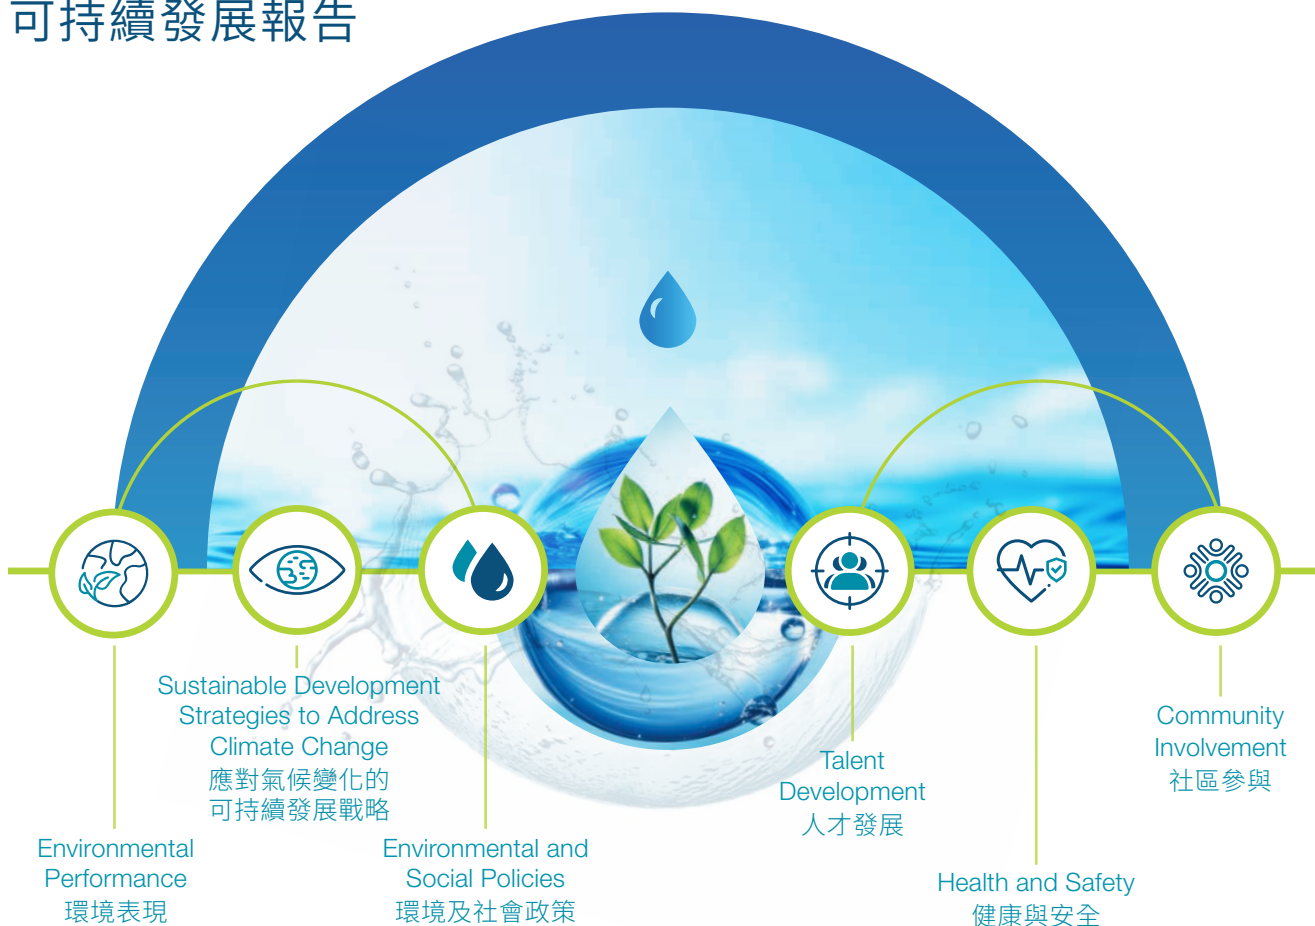 可持續發展報告
Environmental
Performance
環境表現
Sustainable Development
Strategies to Address
Climate Change
應對氣候變化的
可持續發展戰略
Environmental and
Social Policies
環境及社會政策
Talent
Development
人才發展
Health and Safety
健康與安全
Community
Involvement
社區參與